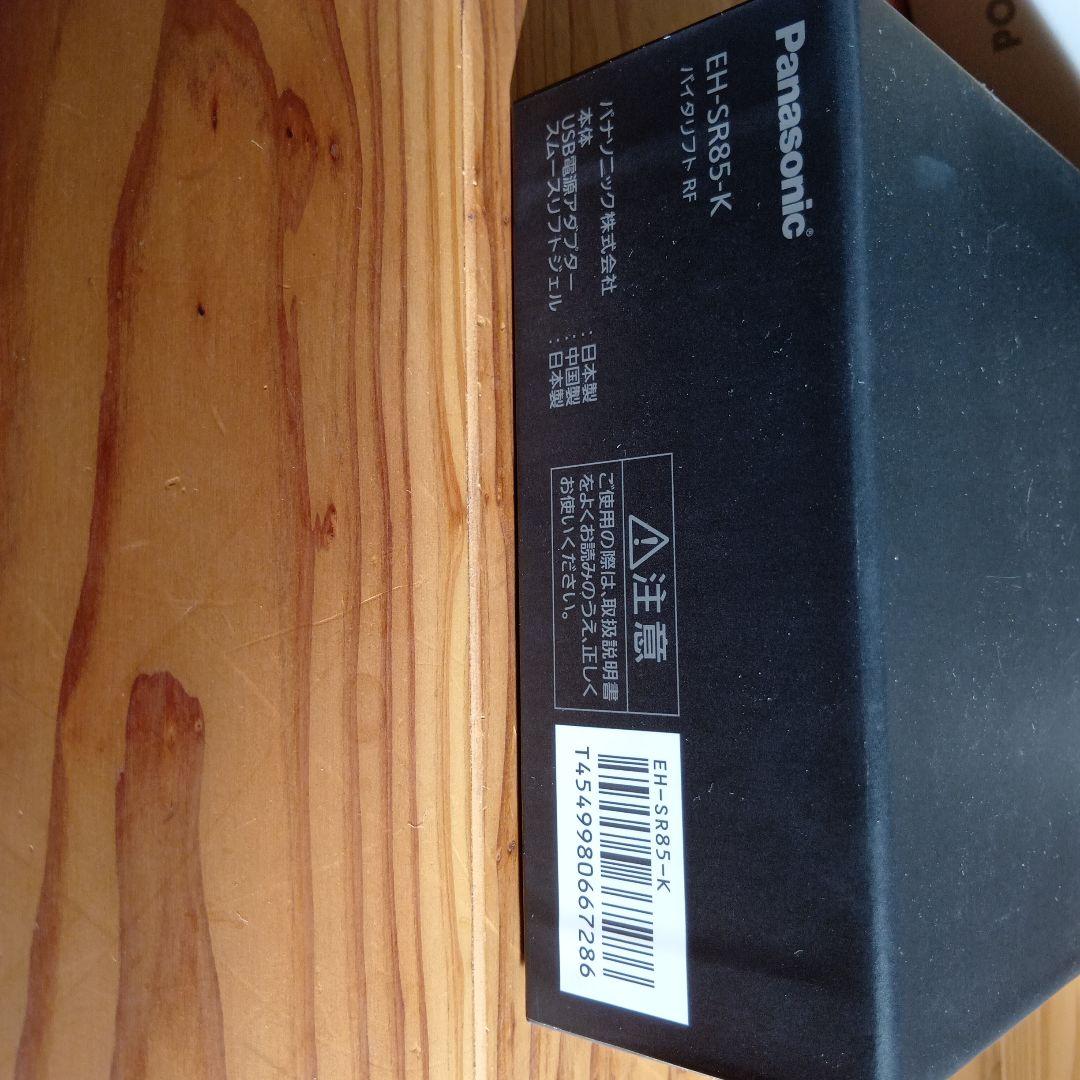 Panasonic
EH-SR85-K
バイタリフト RF
パナソニック株式会社
本体 : 日本製
USB電源アダプター : 中国製
スムースリフトジェル : 日本製
注意
ご使用の際は、取扱説明書
をよくお読みのうえ、正しく
お使いください。
EH-SR85-K
T4549980667286
PO